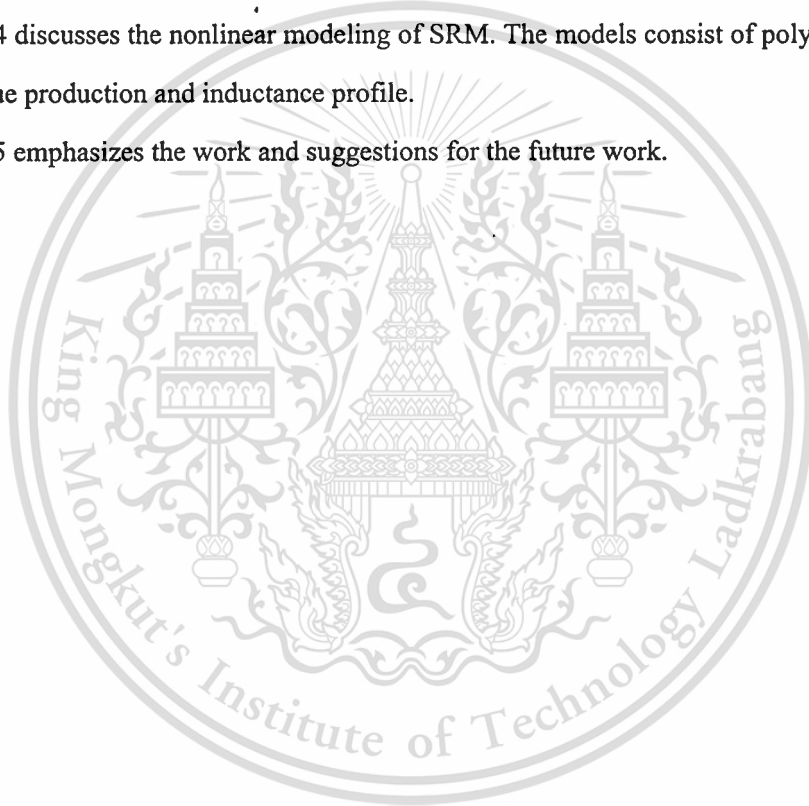 4 discusses the nonlinear modeling of SRM. The models consist of poly
ue production and inductance profile.
5 emphasizes the work and suggestions for the future work.
King Mongkut's Institute of Technology Ladkrabang